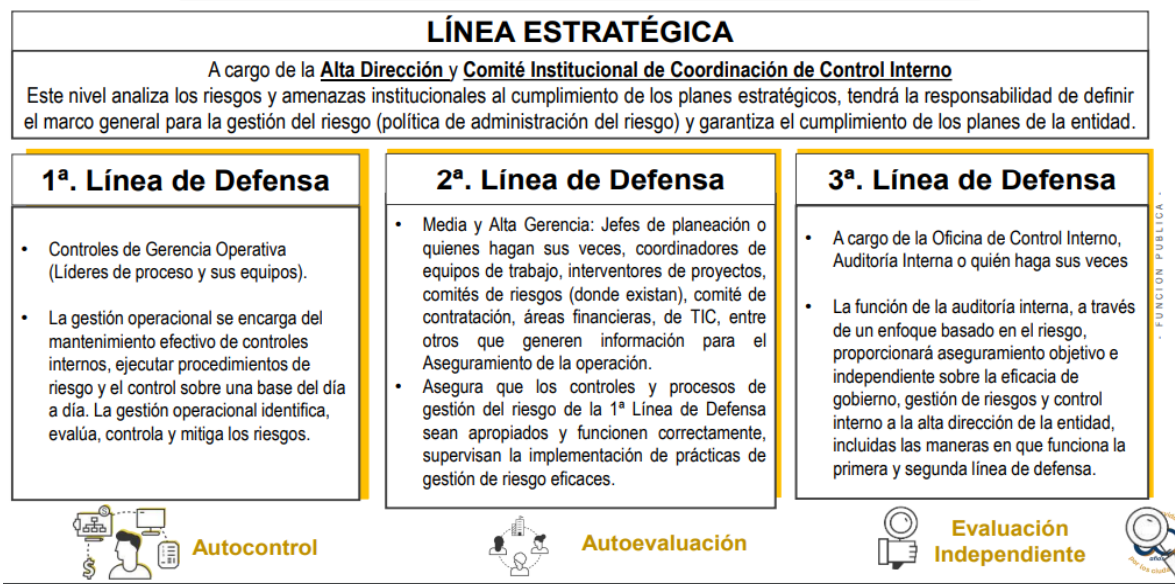 LÍNEA ESTRATÉGICA
A cargo de la Alta Dirección y Comité Institucional de Coordinación de Control Interno
Este nivel analiza los riesgos y amenazas institucionales al cumplimiento de los planes estratégicos, tendrá la responsabilidad de definir
el marco general para la gestión del riesgo (política de administración del riesgo) y garantiza el cumplimiento de los planes de la entidad.
1ª. Línea de Defensa
• Controles de Gerencia Operativa
(Líderes de proceso y sus equipos).
• La gestión operacional se encarga del
mantenimiento efectivo de controles
internos, ejecutar procedimientos de
riesgo y el control sobre una base del día
a día. La gestión operacional identifica,
evalúa, controla y mitiga los riesgos.
Autocontrol
2ª. Línea de Defensa
• Media y Alta Gerencia: Jefes de planeación o
quienes hagan sus veces, coordinadores de
equipos de trabajo, interventores de proyectos,
comités de riesgos (donde existan), comité de
contratación, áreas financieras, de TIC, entre
otros que generen información para el
Aseguramiento de la operación.
• Asegura que los controles y procesos de
gestión del riesgo de la 1ª Línea de Defensa
sean apropiados y funcionen correctamente,
supervisan la implementación de prácticas de
gestión de riesgo eficaces.
Autoevaluación
3ª. Línea de Defensa
• A cargo de la Oficina de Control Interno,
Auditoría Interna o quién haga sus veces
• La función de la auditoría interna, a través
de un enfoque basado en el riesgo,
proporcionará aseguramiento objetivo e
independiente sobre la eficacia de
gobierno, gestión de riesgos y control
interno a la alta dirección de la entidad,
incluidas las maneras en que funciona la
primera y segunda línea de defensa.
Evaluación
Independiente
- FUNCION PUBLICA -